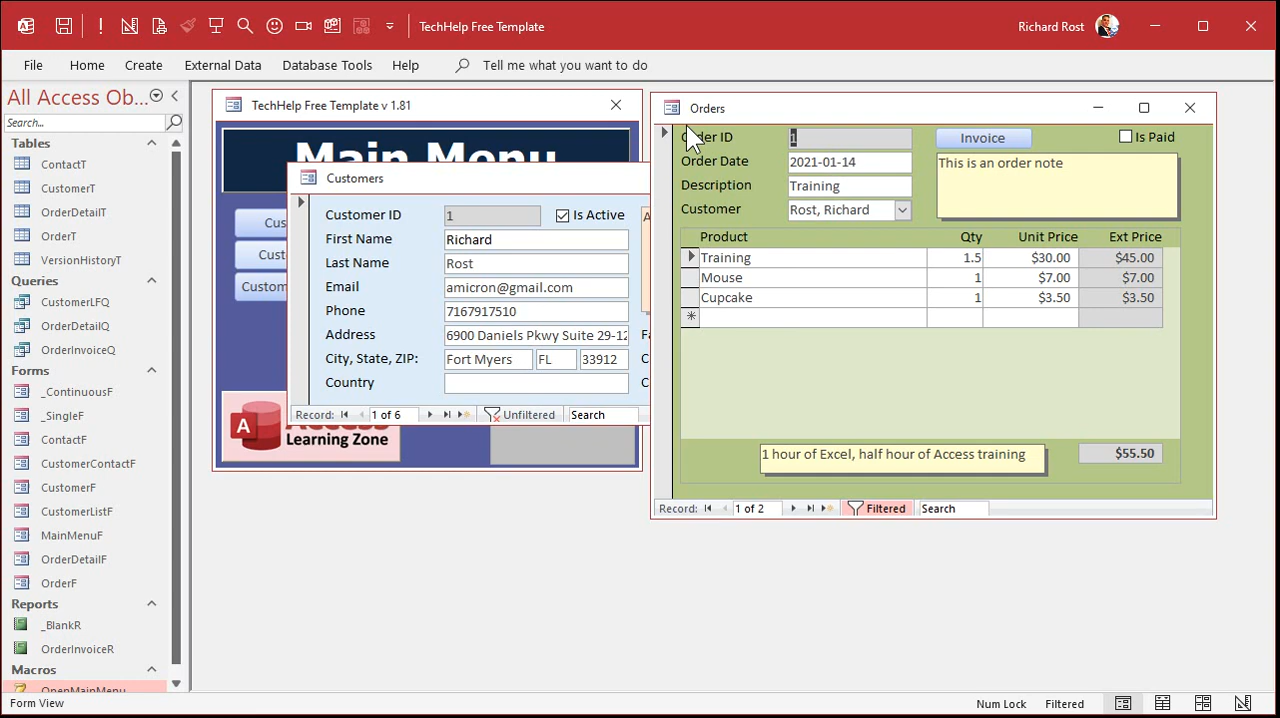 TechHelp Free Template
Richard Rost
File Home Create External Data Database Tools Help Tell me what you want to do
All Access Ob...
Search...
Tables
ContactT
CustomerT
OrderDetailT
OrderT
VersionHistoryT
Queries
CustomerLFQ
OrderDetailQ
OrderInvoiceQ
Forms
_ContinuousF
_SingleF
ContactF
CustomerContactF
CustomerF
CustomerListF
MainMenuF
OrderDetailF
OrderF
Reports
_BlankR
OrderInvoiceR
Macros
OpenMainMenu
TechHelp Free Template v 1.81
Main Menu
Cus
Cust
Custom
A
Access
Learning Zone
Customers
Customer ID 1 Is Active
First Name Richard
Last Name Rost
Email amicron@gmail.com
Phone 7167917510
Address 6900 Daniels Pkwy Suite 29-12
City, State, ZIP: Fort Myers FL 33912
Country
Record: 1 of 6 Unfiltered Search
Orders
Order ID 1 Invoice Is Paid
Order Date 2021-01-14 This is an order note
Description Training
Customer Rost, Richard
Product Qty Unit Price Ext Price
Training 1.5 $30.00 $45.00
Mouse 1 $7.00 $7.00
Cupcake 1 $3.50 $3.50
1 hour of Excel, half hour of Access training $55.50
Record: 1 of 2 Filtered Search
Form View Num Lock Filtered